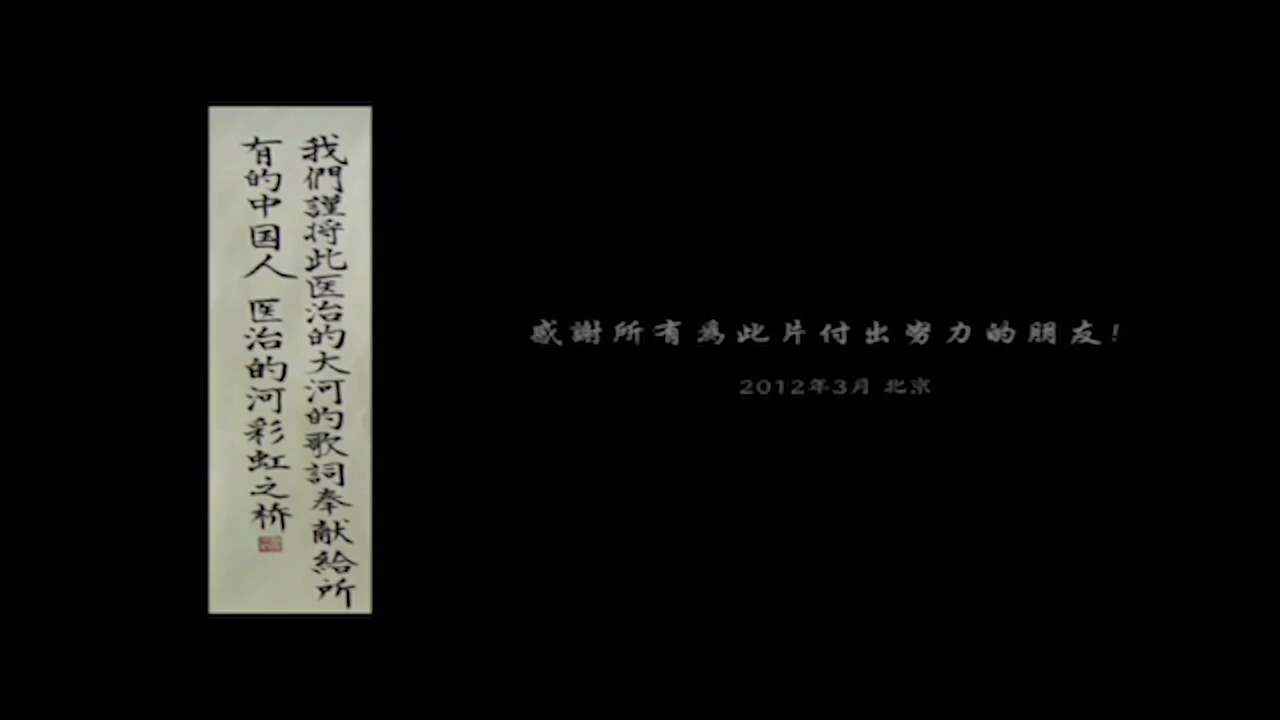 我們謹将此医治的大河的歌詞奉献給所
有的中国人 医治的河彩虹之桥
感謝所有為此片付出努力的朋友!
2012年3月 北京